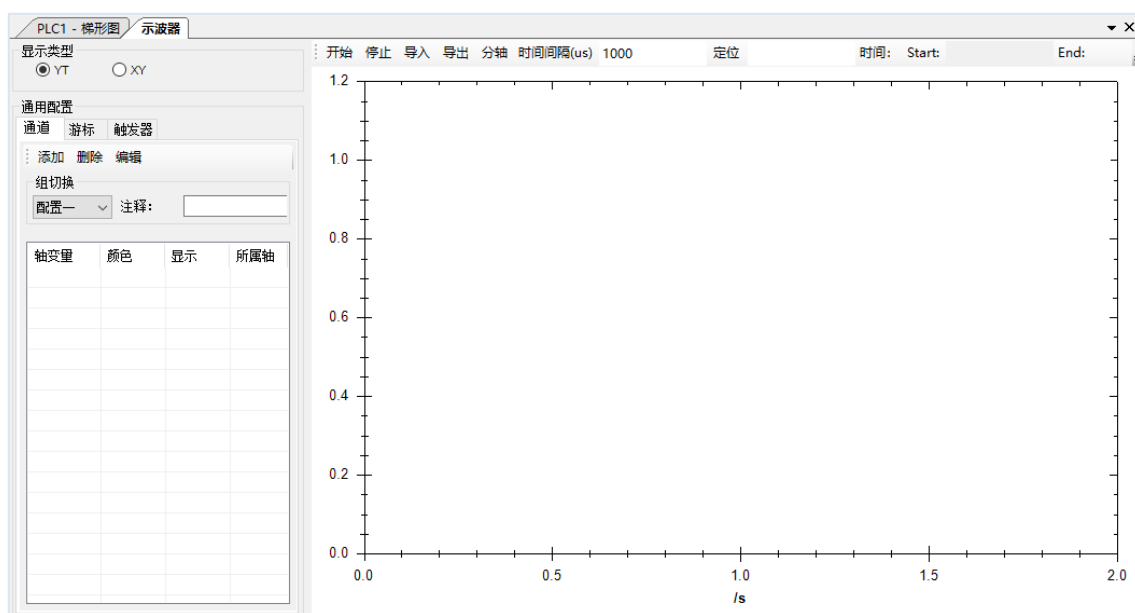 PLC1 - 梯形图 示波器
显示类型
YT XY
通用配置
通道 游标 触发器
添加 删除 编辑
组切换
配置一 注释:
轴变量 颜色 显示 所属轴
开始 停止 导入 导出 分轴 时间间隔(us) 1000 定位 时间: Start: End:
1.2
1.0
0.8
0.6
0.4
0.2
0.0
0.0 0.5 1.0 1.5 2.0
/s